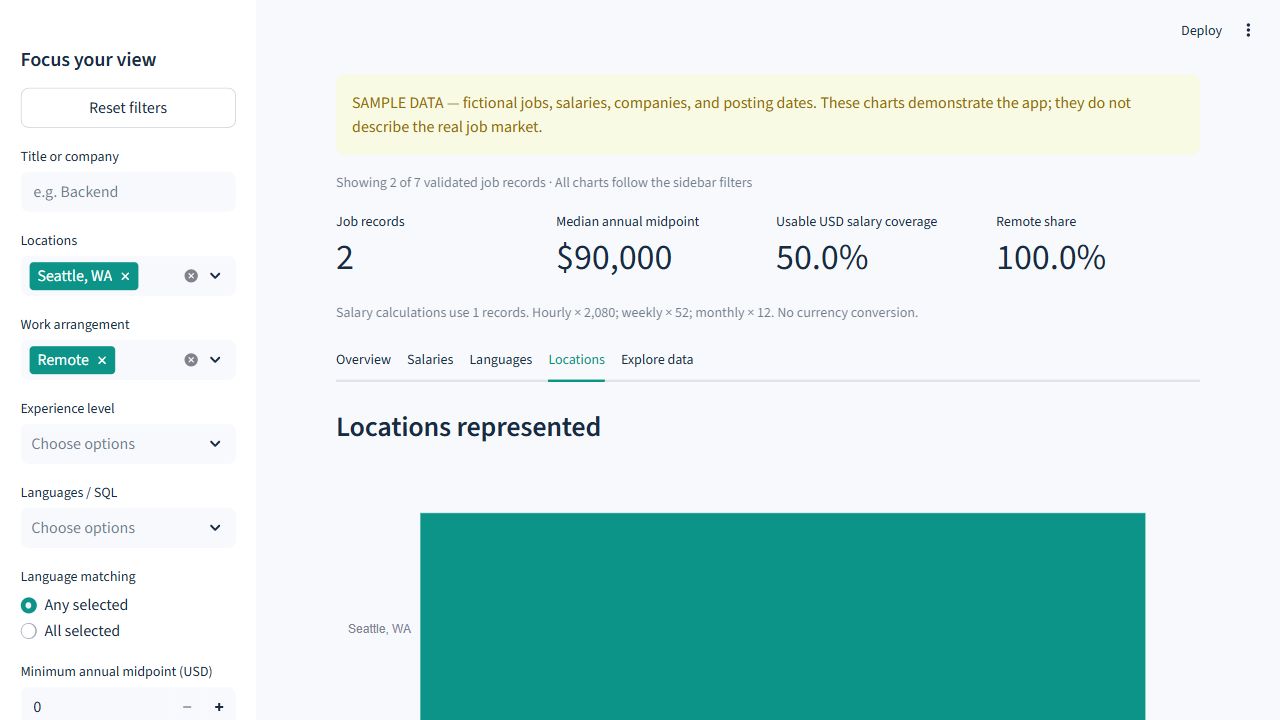 Deploy
Focus your view
Reset filters
Title or company
e.g. Backend
Locations
Seattle, WA
Work arrangement
Remote
Experience level
Choose options
Languages / SQL
Choose options
Language matching
Any selected
All selected
Minimum annual midpoint (USD)
0
SAMPLE DATA — fictional jobs, salaries, companies, and posting dates. These charts demonstrate the app; they do not
describe the real job market.
Showing 2 of 7 validated job records · All charts follow the sidebar filters
Job records
2
Median annual midpoint
$90,000
Usable USD salary coverage
50.0%
Remote share
100.0%
Salary calculations use 1 records. Hourly × 2,080; weekly × 52; monthly × 12. No currency conversion.
Overview Salaries Languages Locations Explore data
Locations represented
Seattle, WA